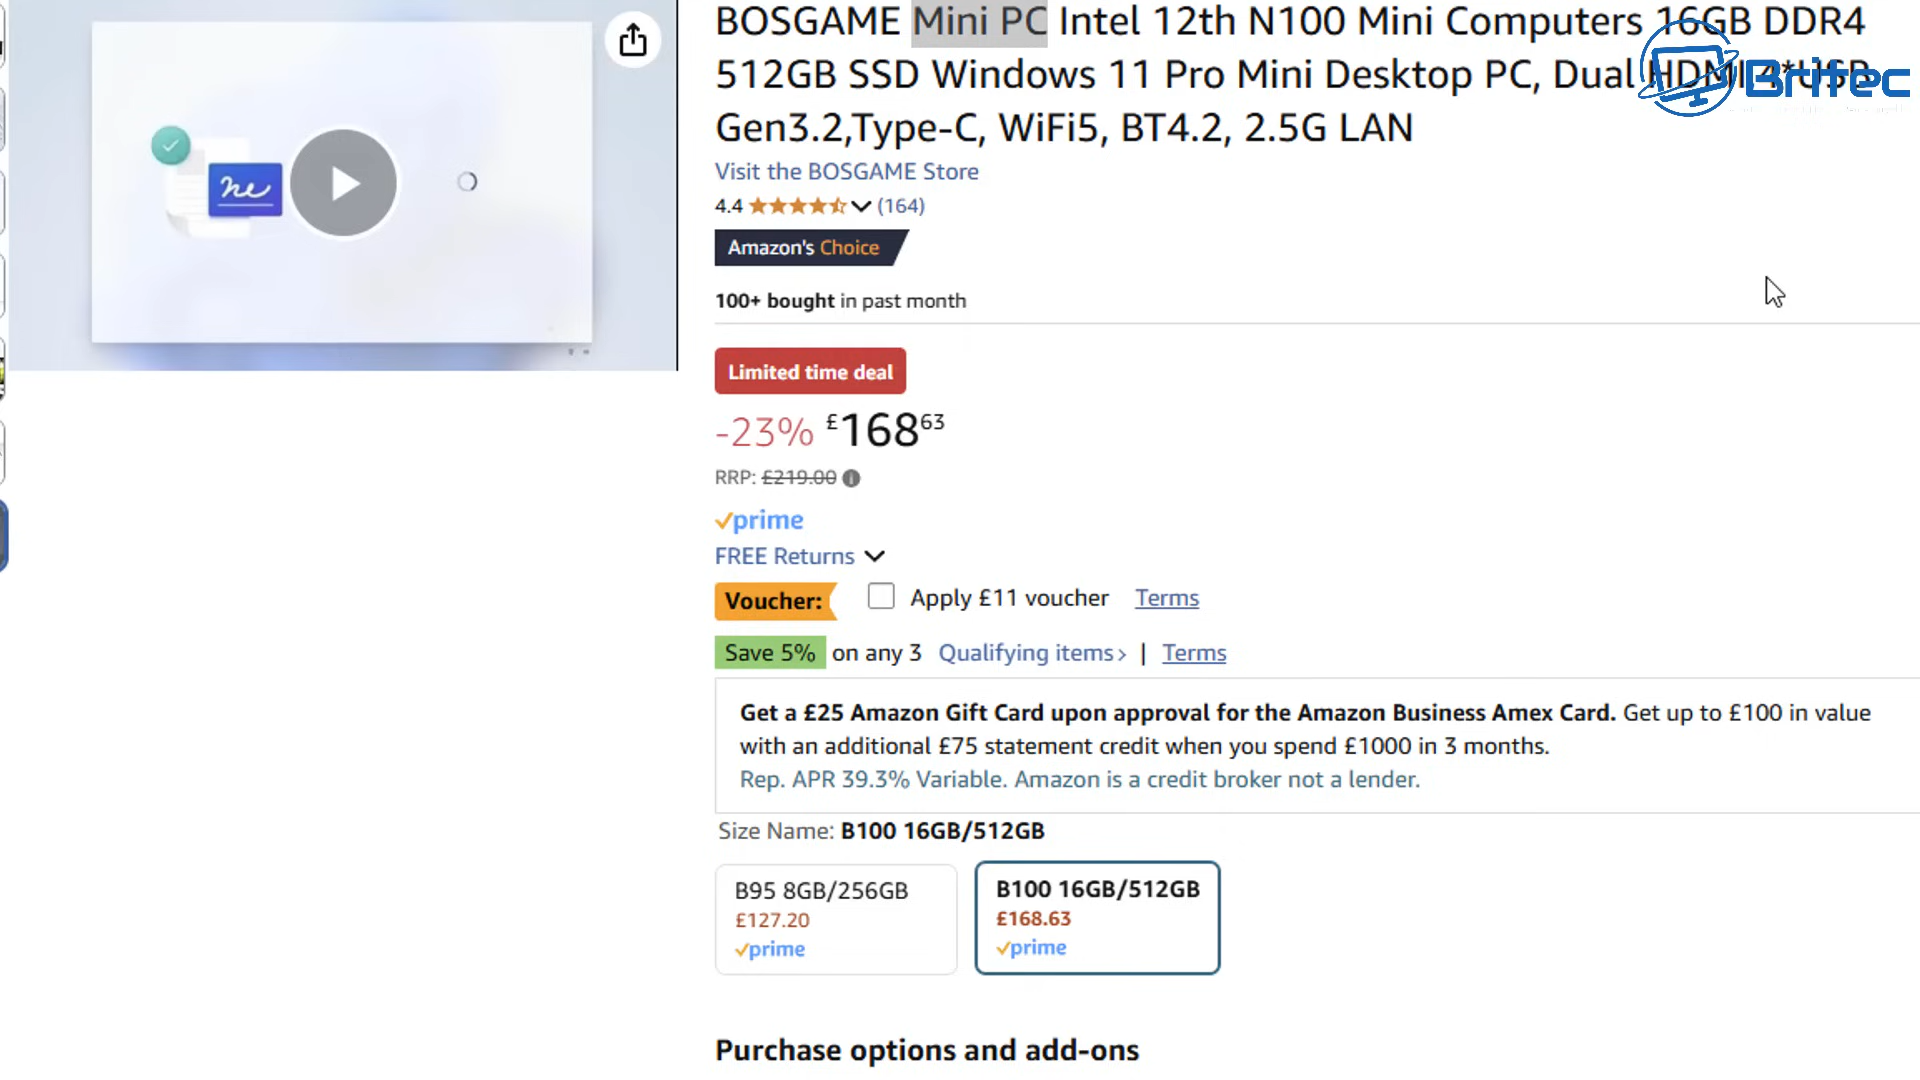 BOSGAME Mini PC Intel 12th N100 Mini Computers 16GB DDR4
512GB SSD Windows 11 Pro Mini Desktop PC, Dual HDMI, 4*USB
Gen3.2,Type-C, WiFi5, BT4.2, 2.5G LAN
Britec
Visit the BOSGAME Store
4.4 (164)
Amazon's Choice
100+ bought in past month
Limited time deal
-23% £168 63
RRP: £219.00
prime
FREE Returns
Voucher: Apply £11 voucher Terms
Save 5% on any 3 Qualifying items> | Terms
Get a £25 Amazon Gift Card upon approval for the Amazon Business Amex Card. Get up to £100 in value
with an additional £75 statement credit when you spend £1000 in 3 months.
Rep. APR 39.3% Variable. Amazon is a credit broker not a lender.
Size Name: B100 16GB/512GB
B95 8GB/256GB
£127.20
prime
B100 16GB/512GB
£168.63
prime
Purchase options and add-ons